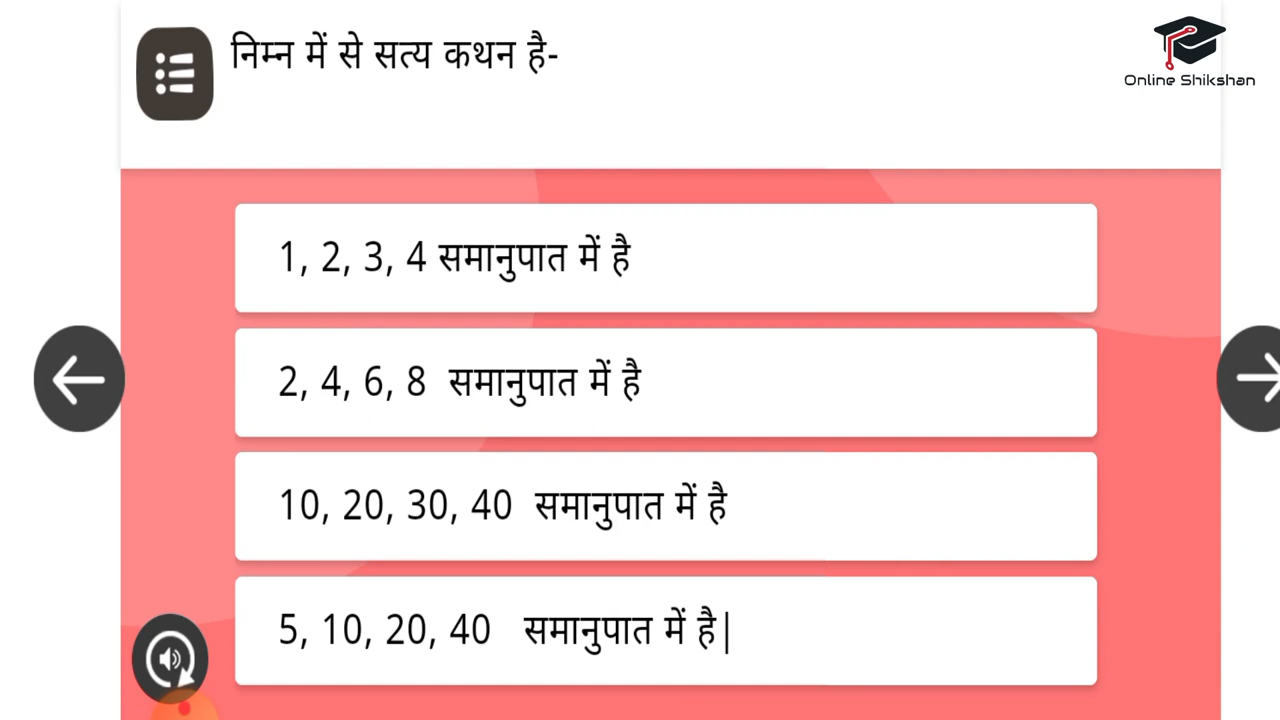 निम्न में से सत्य कथन है-
Online Shikshan
1, 2, 3, 4 समानुपात में है
2, 4, 6, 8 समानुपात में है
10, 20, 30, 40 समानुपात में है
5, 10, 20, 40 समानुपात में है|